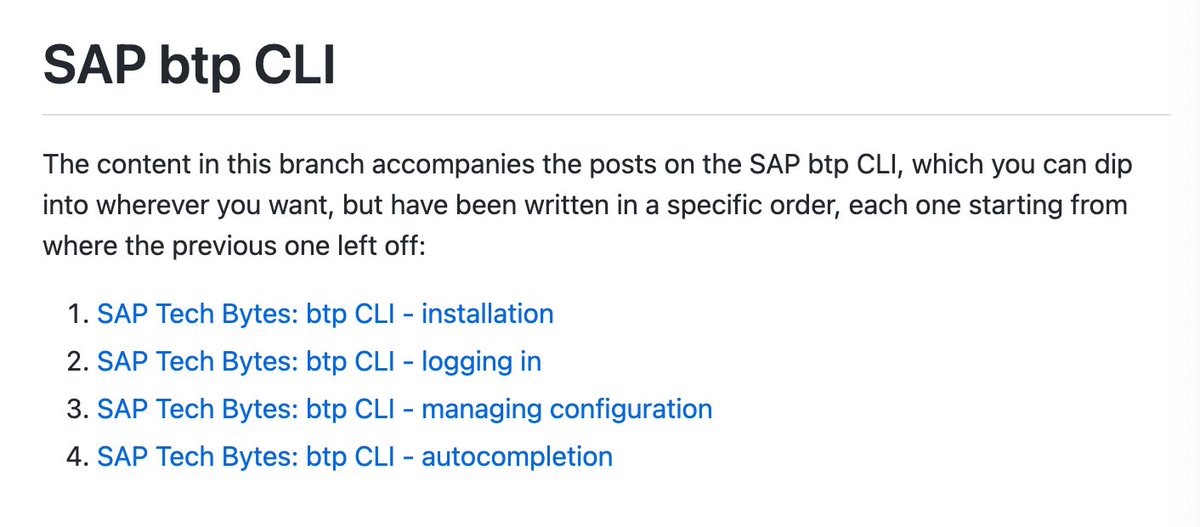 SAP btp CLI
The content in this branch accompanies the posts on the SAP btp CLI, which you can dip
into wherever you want, but have been written in a specific order, each one starting from
where the previous one left off:
1. SAP Tech Bytes: btp CLI - installation
2. SAP Tech Bytes: btp CLI - logging in
3. SAP Tech Bytes: btp CLI - managing configuration
4. SAP Tech Bytes: btp CLI - autocompletion